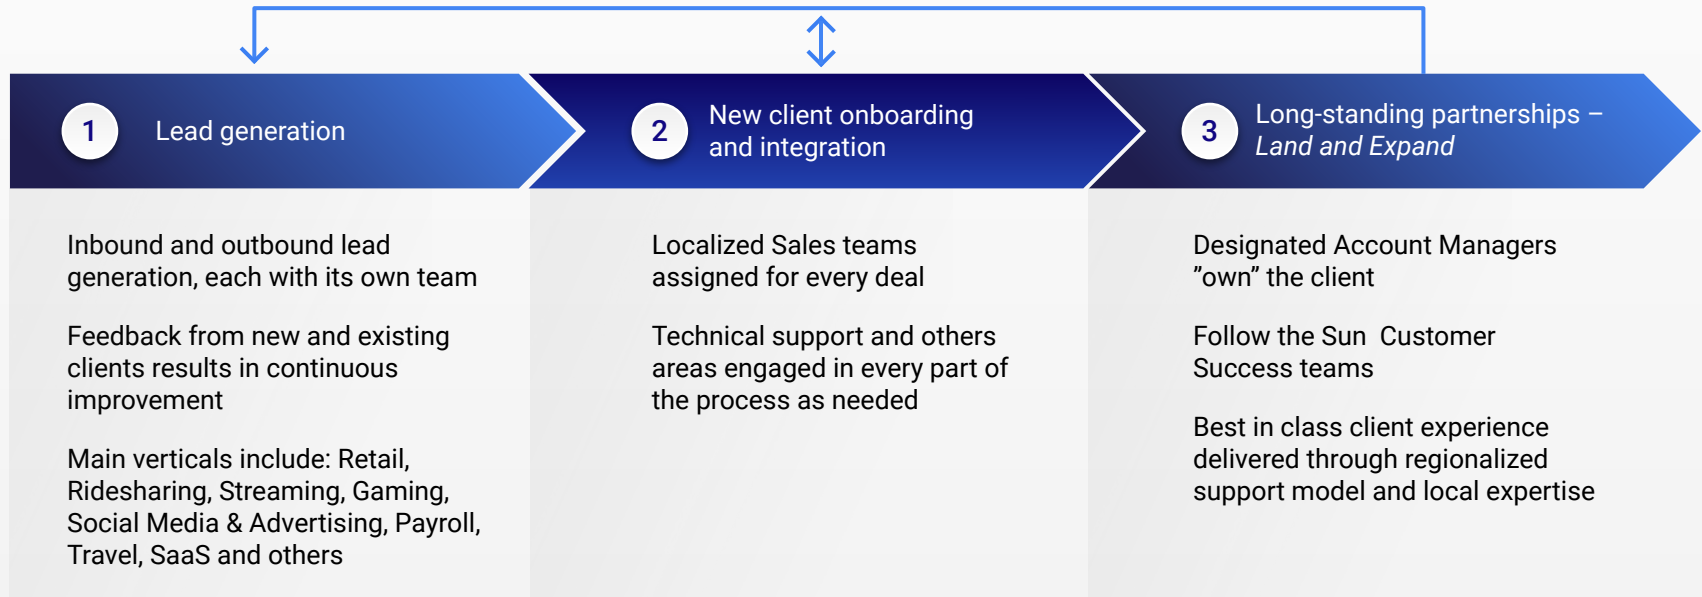 1
Lead generation
2
New client onboarding
and integration
3
Long-standing partnerships –
Land and Expand
Inbound and outbound lead
generation, each with its own team
Feedback from new and existing
clients results in continuous
improvement
Main verticals include: Retail,
Ridesharing, Streaming, Gaming,
Social Media & Advertising, Payroll,
Travel, SaaS and others
Localized Sales teams
assigned for every deal
Technical support and others
areas engaged in every part of
the process as needed
Designated Account Managers
”own” the client
Follow the Sun  Customer
Success teams
Best in class client experience
delivered through regionalized
support model and local expertise